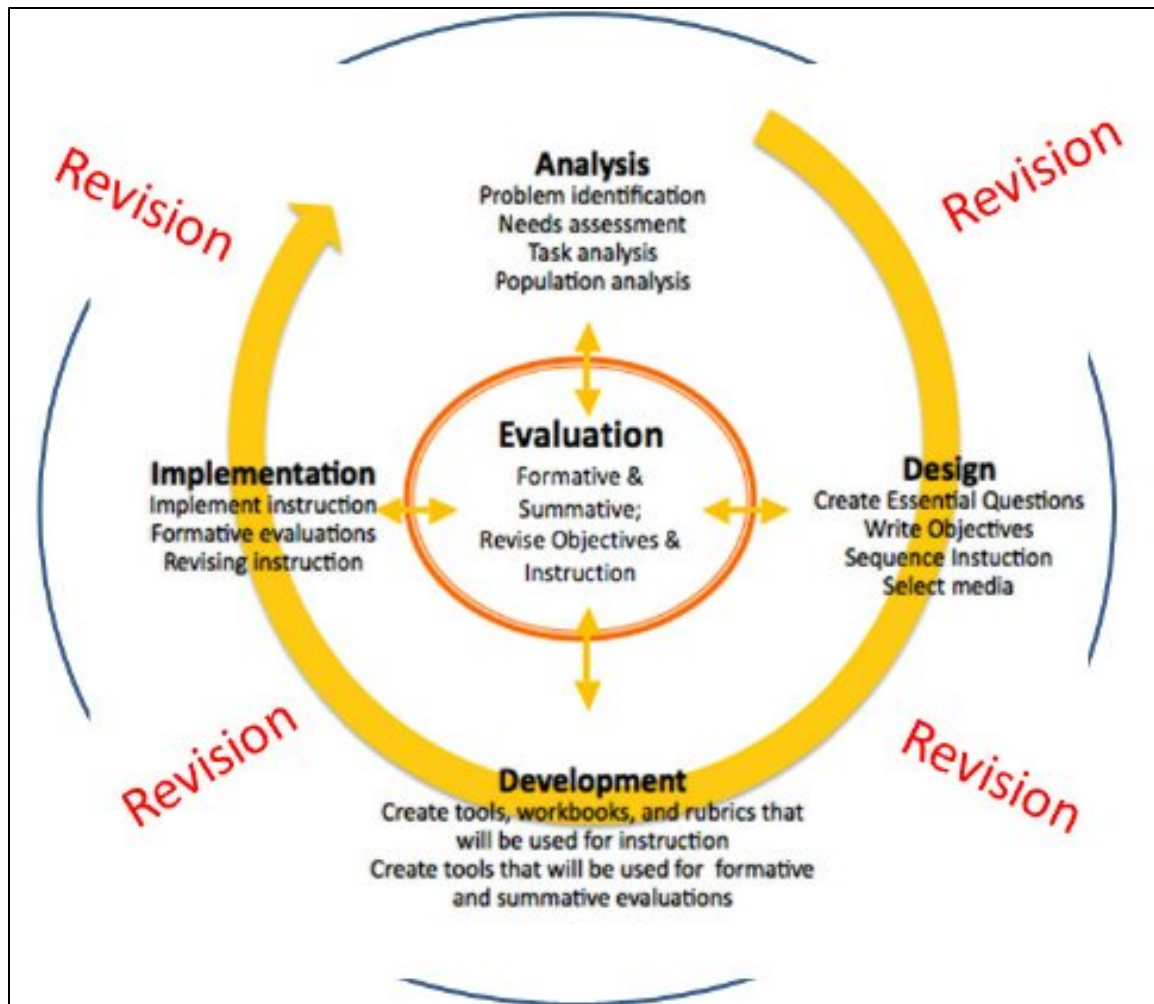 Revision
Revision
Analysis
Problem identification
Needs assessment
Task analysis
Population analysis
Evaluation
Formative &
Summative;
Revise Objectives &
Instruction
Implementation
Implement instruction
Formative evaluations
Revising instruction
Design
Create Essential Questions
Write Objectives
Sequence Instuction
Select media
Revision
Revision
Development
Create tools, workbooks, and rubrics that
will be used for instruction
Create tools that will be used for formative
and summative evaluations